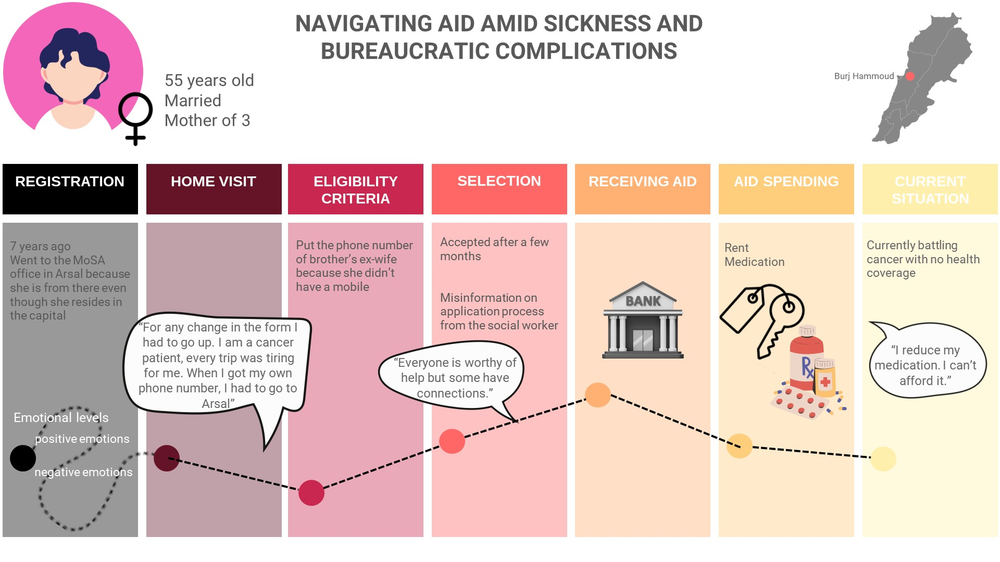 NAVIGATING AID AMID SICKNESS AND
BUREAUCRATIC COMPLICATIONS
55 years old
Married
Mother of 3
Burj Hammoud
REGISTRATION
7 years ago
Went to the MoSA
office in Arsal because
she is from there even
though she resides in
the capital
Emotional levels
positive emotions
negative emotions
HOME VISIT
“For any change in the form I
had to go up. I am a cancer
patient, every trip was tiring
for me. When I got my own
phone number, I had to go to
Arsal”
ELIGIBILITY
CRITERIA
Put the phone number
of brother’s ex-wife
because she didn’t
have a mobile
SELECTION
Accepted after a few
months
Misinformation on
application process
from the social worker
“Everyone is worthy of
help but some have
connections.”
RECEIVING AID
BANK
AID SPENDING
Rent
Medication
Rx
CURRENT
SITUATION
Currently battling
cancer with no health
coverage
“I reduce my
medication. I can’t
afford it.”